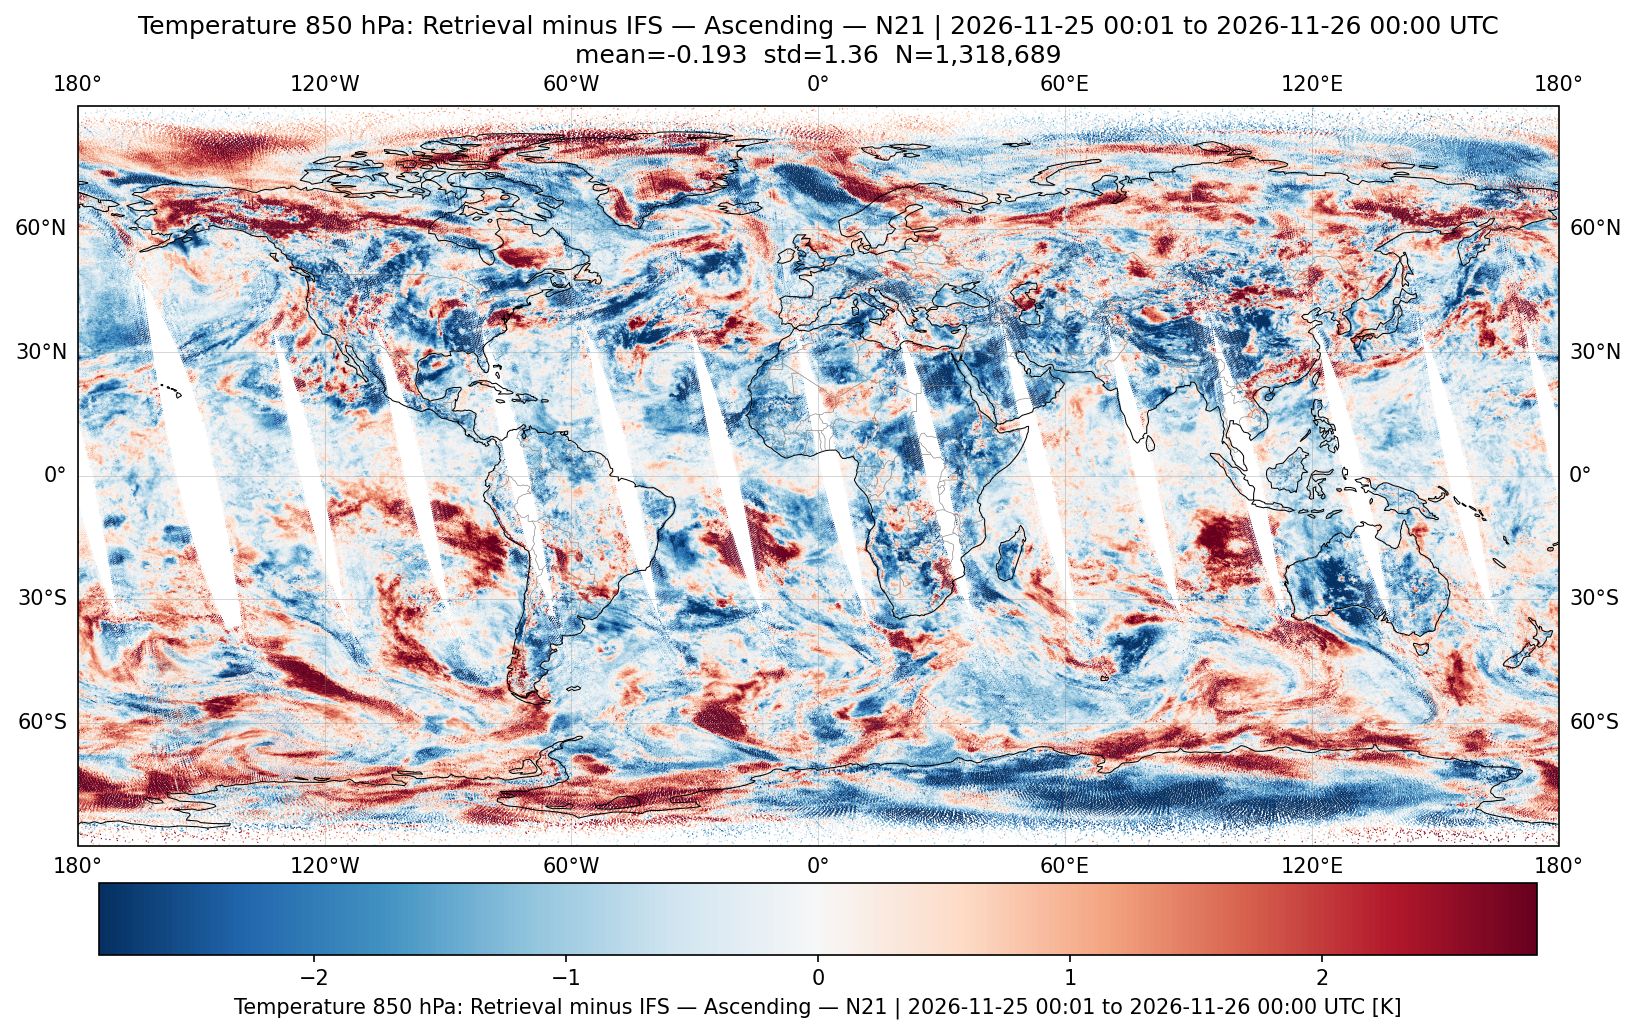 Temperature 850 hPa: Retrieval minus IFS — Ascending — N21 | 2026-11-25 00:01 to 2026-11-26 00:00 UTC
mean=-0.193  std=1.36  N=1,318,689
180° 120°W 60°W 0° 60°E 120°E 180°
60°N 60°N
30°N 30°N
0° 0°
30°S 30°S
60°S 60°S
180° 120°W 60°W 0° 60°E 120°E 180°
−2 −1 0 1 2
Temperature 850 hPa: Retrieval minus IFS — Ascending — N21 | 2026-11-25 00:01 to 2026-11-26 00:00 UTC [K]